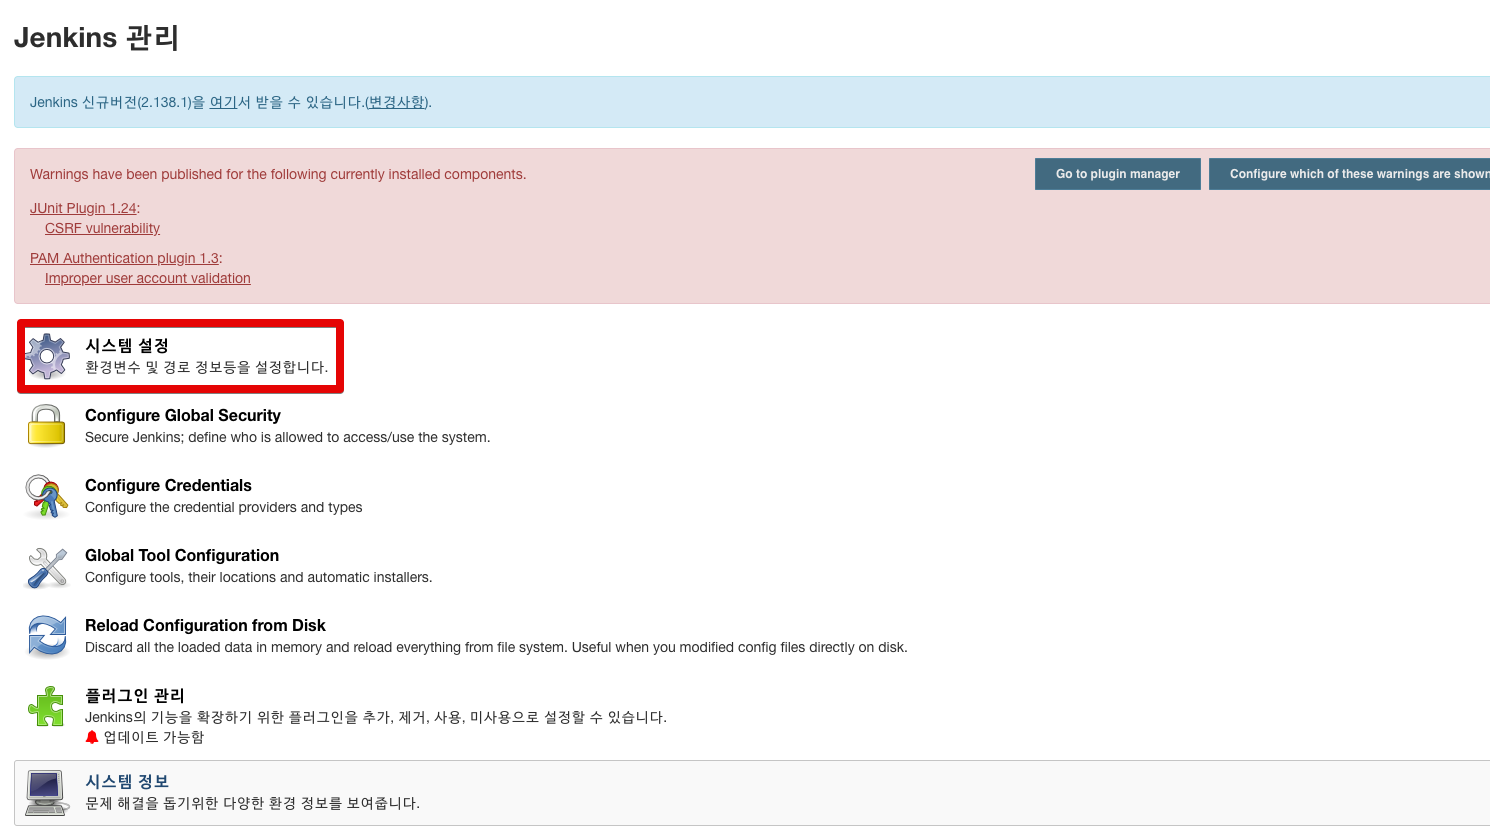 Jenkins 관리
Jenkins 신규버전(2.138.1)을 여기서 받을 수 있습니다.(변경사항).
Warnings have been published for the following currently installed components.
Go to plugin manager
Configure which of these warnings are shown
JUnit Plugin 1.24:
CSRF vulnerability
PAM Authentication plugin 1.3:
Improper user account validation
시스템 설정
환경변수 및 경로 정보등을 설정합니다.
Configure Global Security
Secure Jenkins; define who is allowed to access/use the system.
Configure Credentials
Configure the credential providers and types
Global Tool Configuration
Configure tools, their locations and automatic installers.
Reload Configuration from Disk
Discard all the loaded data in memory and reload everything from file system. Useful when you modified config files directly on disk.
플러그인 관리
Jenkins의 기능을 확장하기 위한 플러그인을 추가, 제거, 사용, 미사용으로 설정할 수 있습니다.
업데이트 가능함
시스템 정보
문제 해결을 돕기위한 다양한 환경 정보를 보여줍니다.